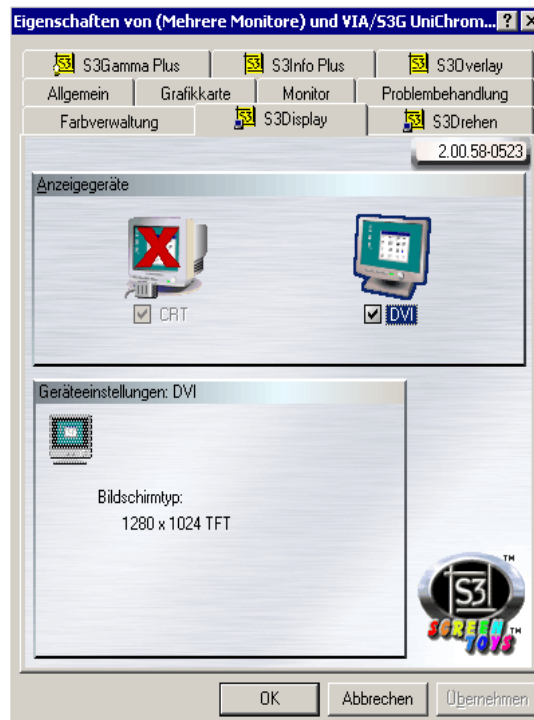 Eigenschaften von (Mehrere Monitore) und VIA/S3G UniChrom...
S3Gamma Plus S3Info Plus S3Overlay
Allgemein Grafikkarte Monitor Problembehandlung
Farbverwaltung S3Display S3Drehen
2.00.58-0523
Anzeigegeräte
CRT DVI
Geräteeinstellungen: DVI
Bildschirmtyp:
1280 x 1024 TFT
TM
S3
SCREEN TM
TOYS
OK Abbrechen Übernehmen